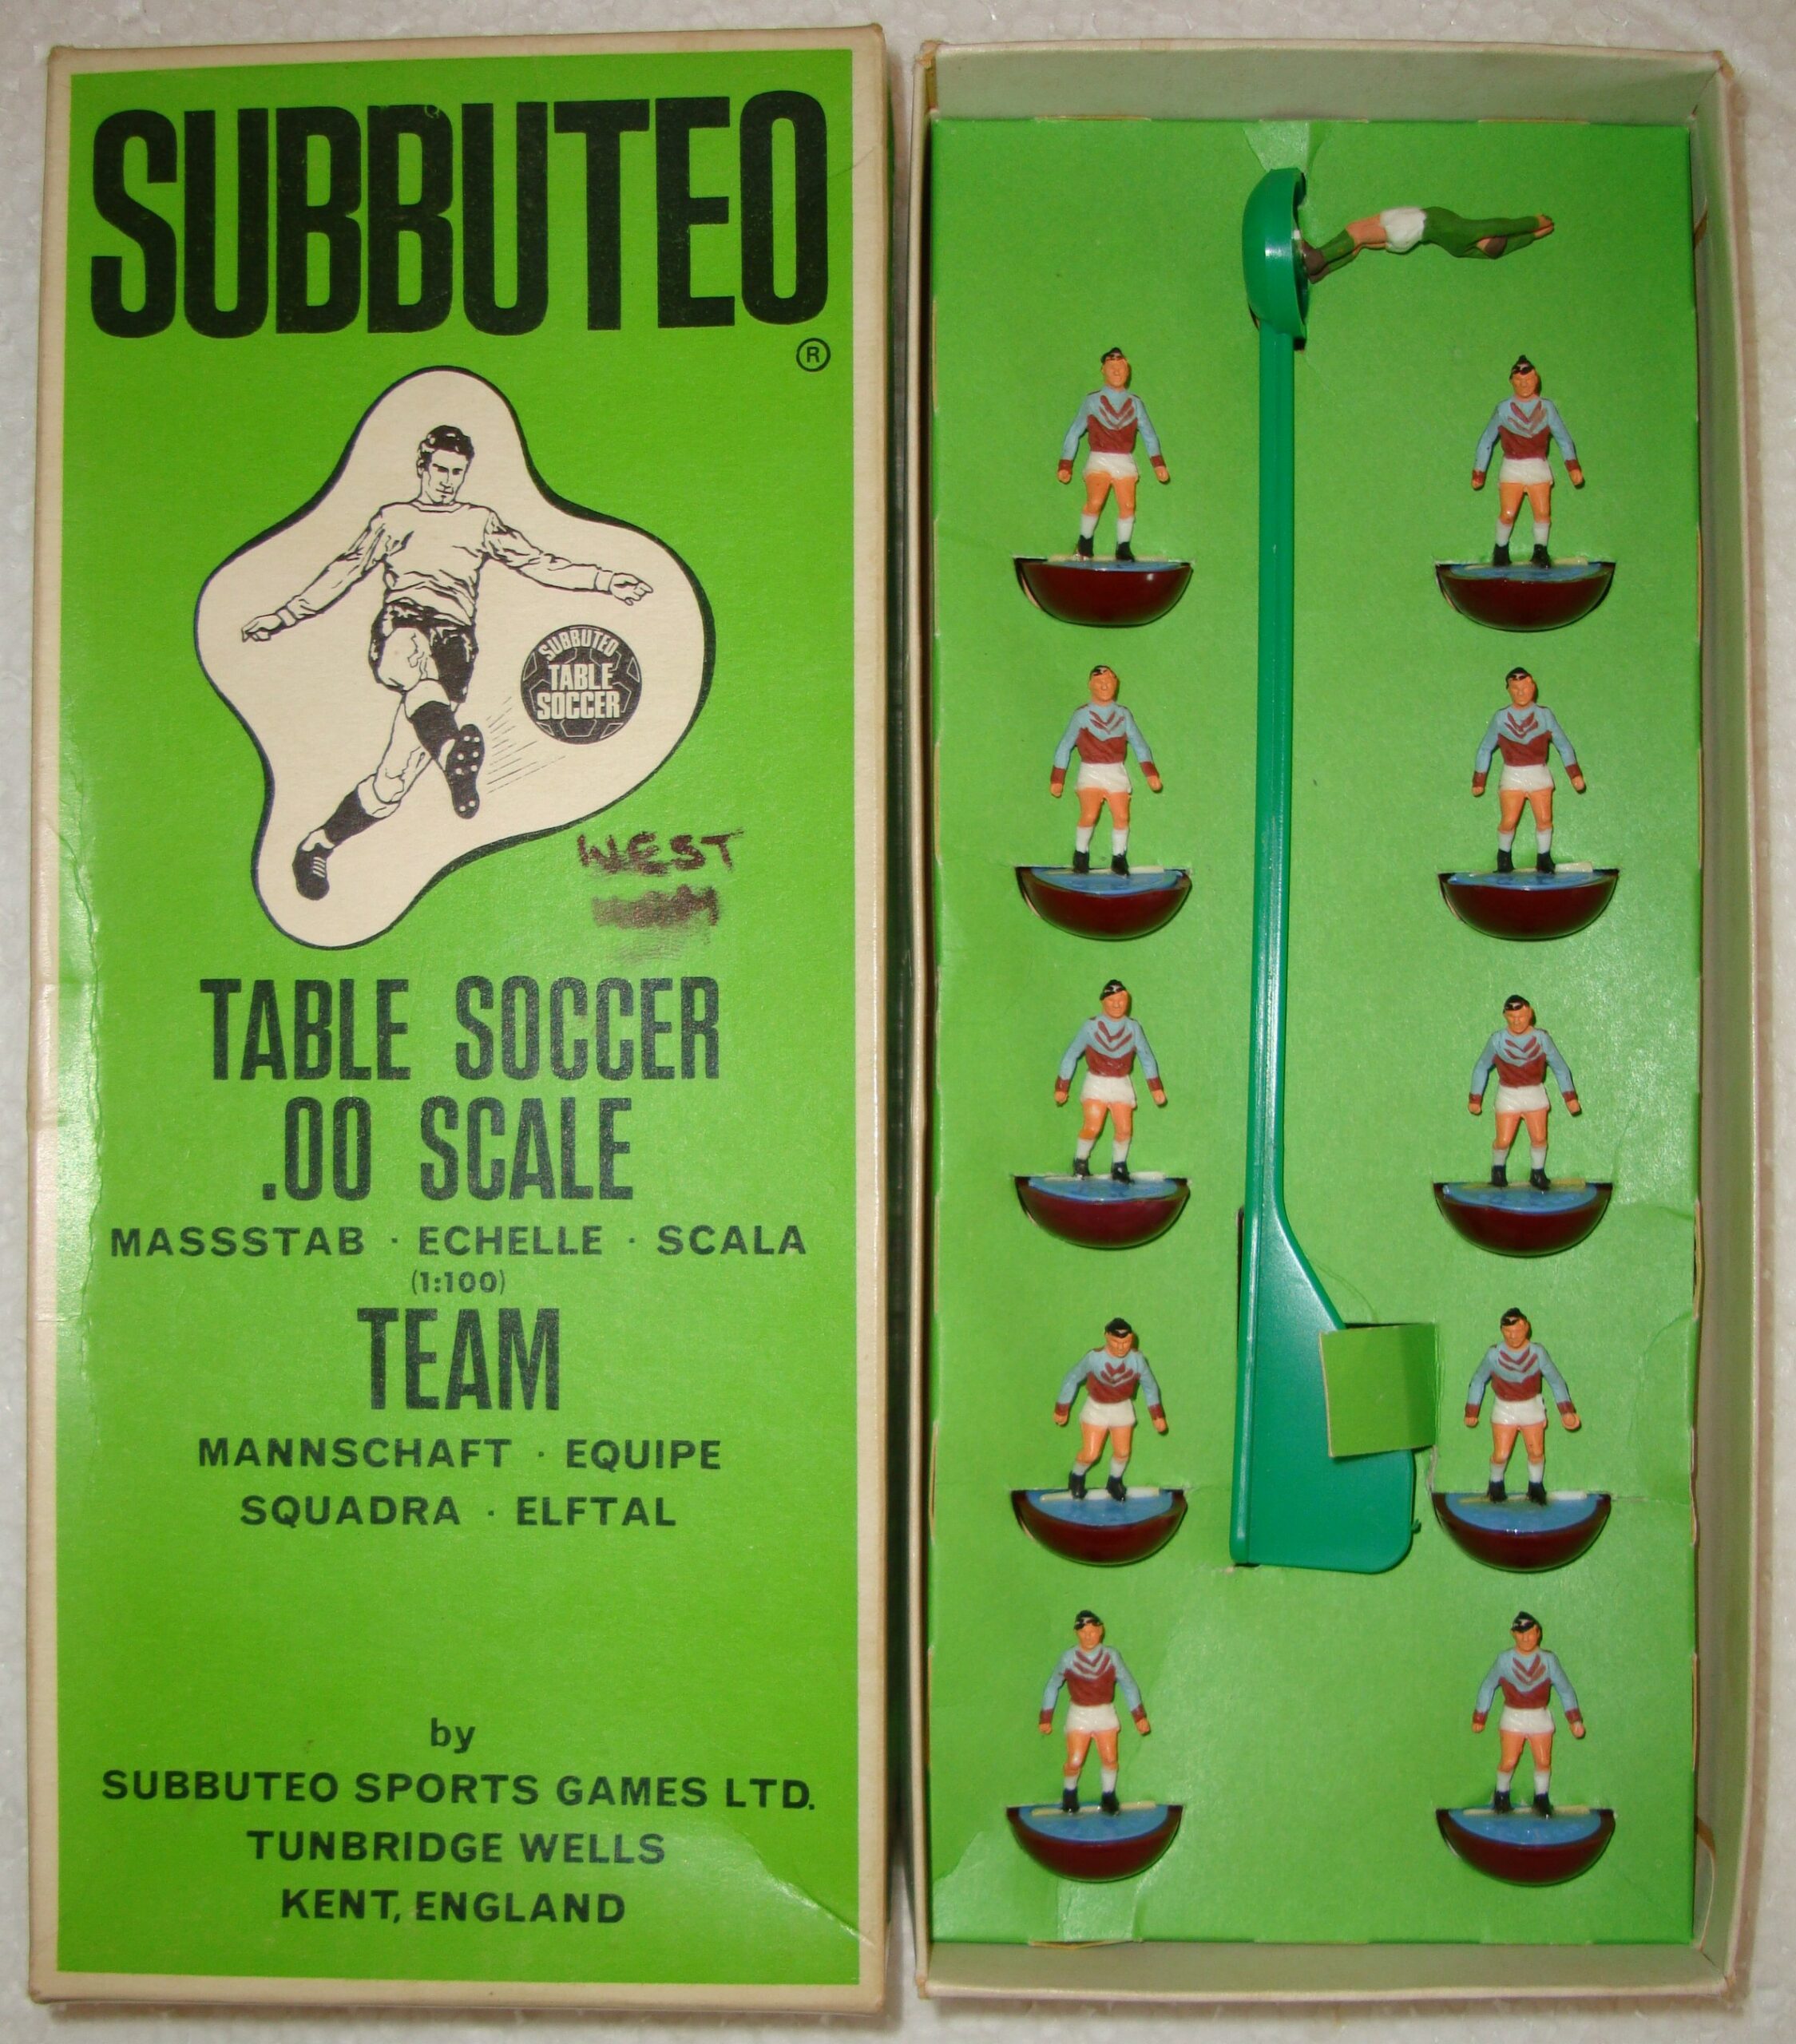 SUBBUTEO
®
SUBBUTEO
TABLE
SOCCER
WEST
TABLE SOCCER
.00 SCALE
MASSSTAB · ECHELLE · SCALA
(1:100)
TEAM
MANNSCHAFT · EQUIPE
SQUADRA · ELFTAL
by
SUBBUTEO SPORTS GAMES LTD.
TUNBRIDGE WELLS
KENT, ENGLAND